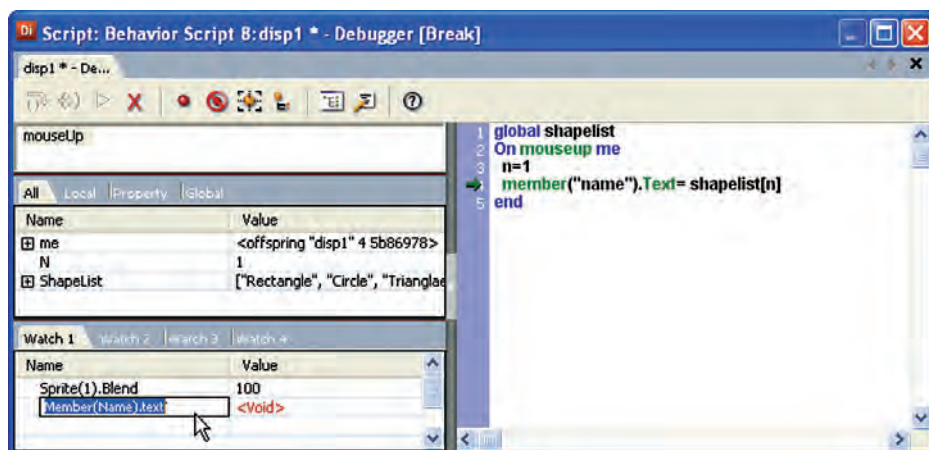 Di Script: Behavior Script 8:disp1 * - Debugger [Break]
disp1 * - De...
mouseUp
All Local Property Global
Name Value
me <offspring "disp1" 4 5b86978>
N 1
ShapeList ["Rectangle", "Circle", "Trianglae
Watch 1 Watch 2 Watch 3 Watch 4
Name Value
Sprite(1).Blend 100
Member(Name).text <Void>
1 global shapelist
2 On mouseup me
3 n=1
member("name").Text= shapelist[n]
5 end